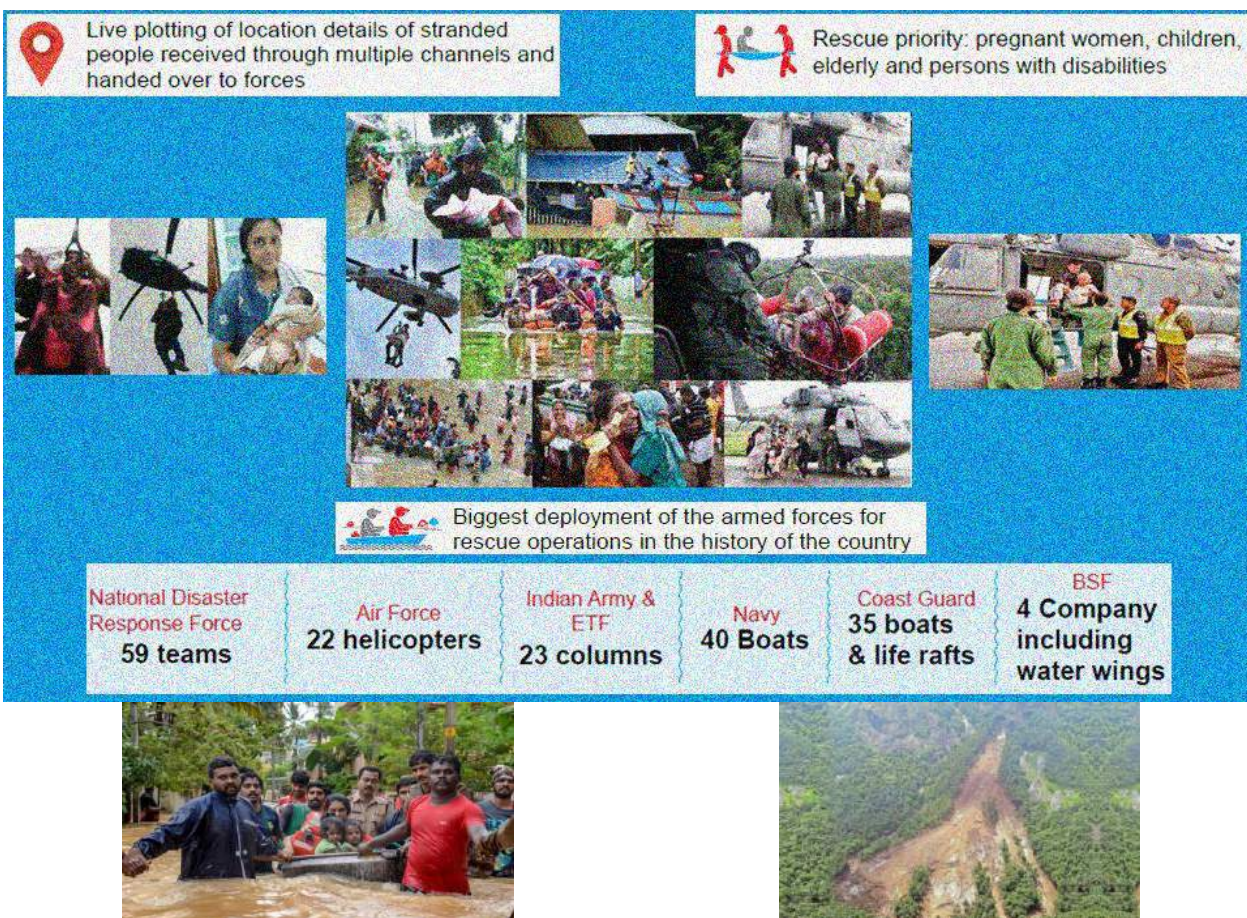 Live plotting of location details of stranded
people received through multiple channels and
handed over to forces
Rescue priority: pregnant women, children,
elderly and persons with disabilities
Biggest deployment of the armed forces for
rescue operations in the history of the country
National Disaster
Response Force
59 teams
Air Force
22 helicopters
Indian Army &
ETF
23 columns
Navy
40 Boats
Coast Guard
35 boats
& life rafts
BSF
4 Company
including
water wings